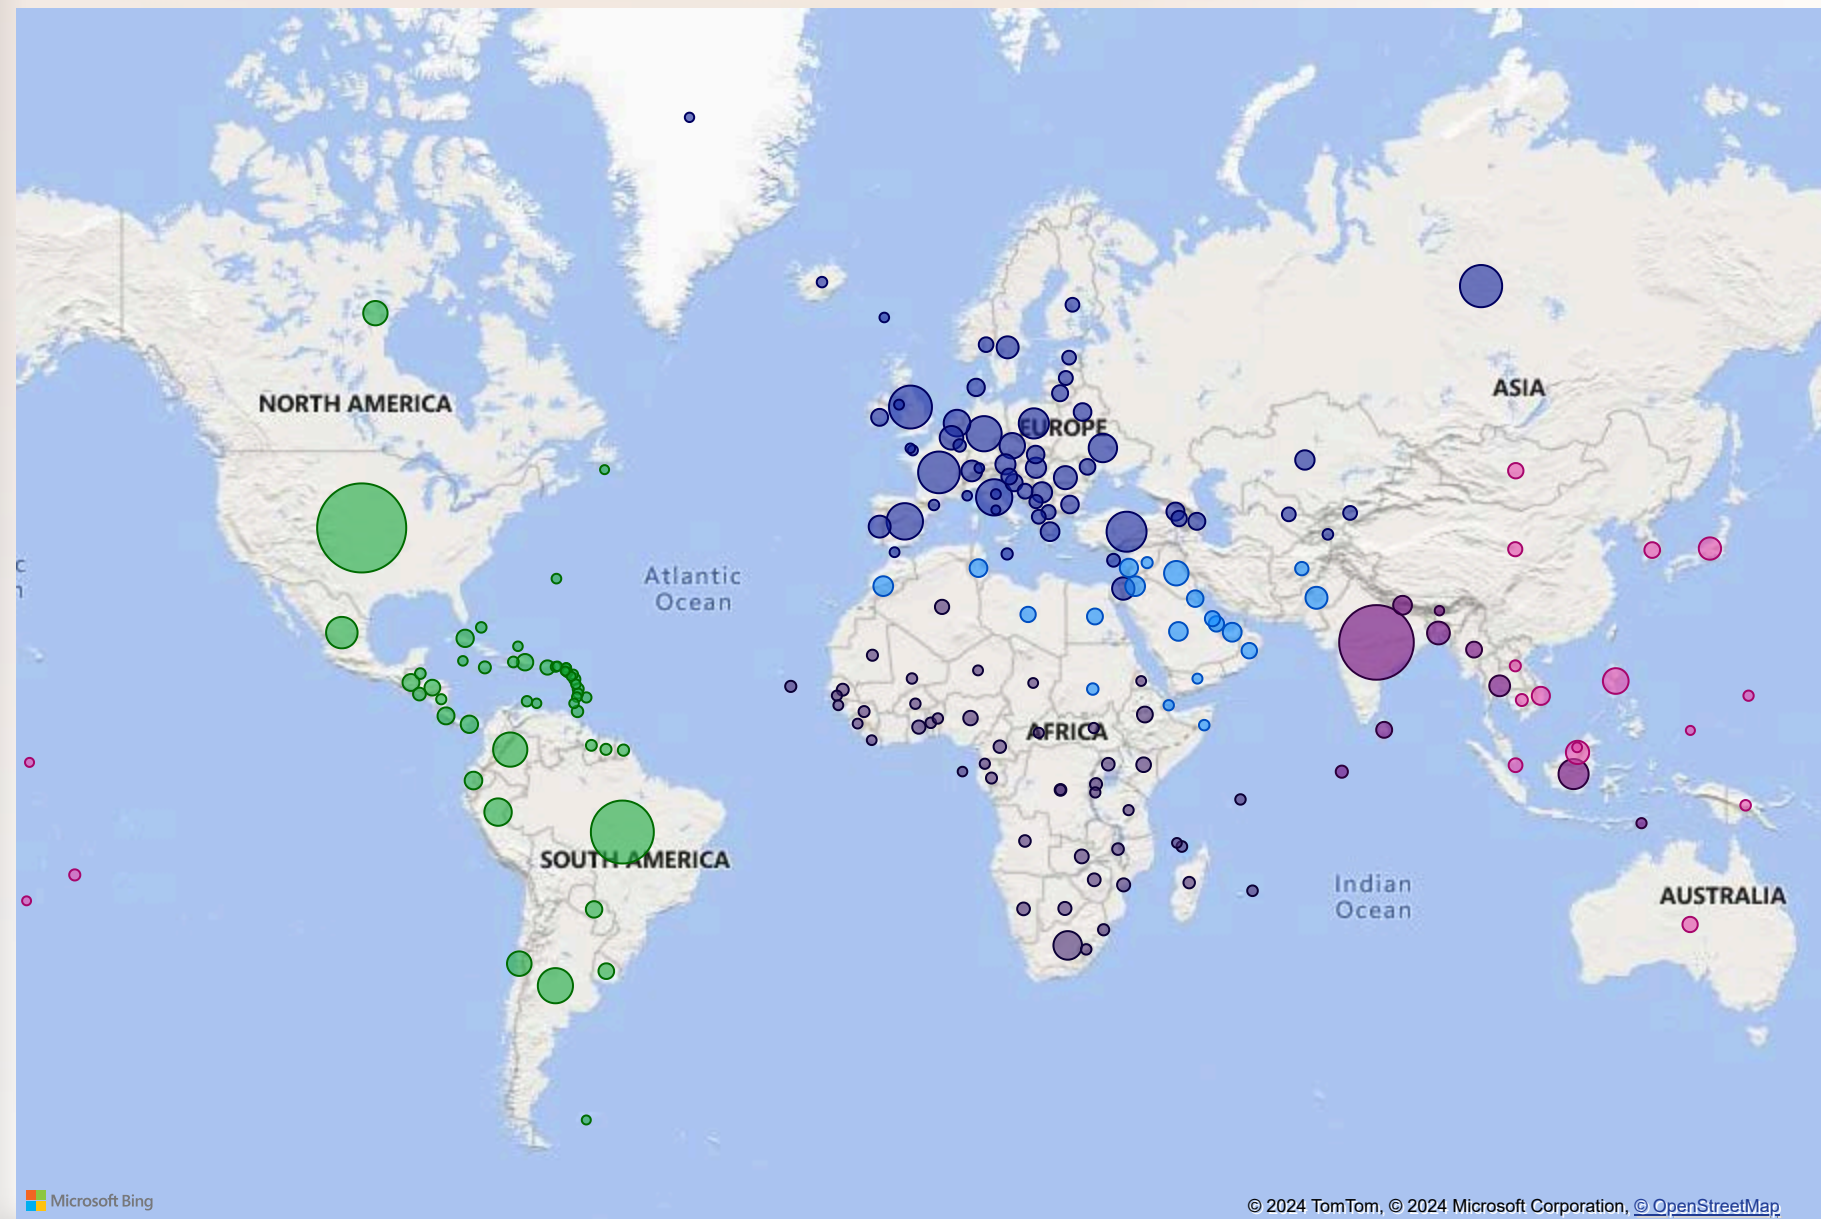 NORTH AMERICA
ASIA
EUROPE
Atlantic
Ocean
c
AFRICA
SOUTH AMERICA
Indian
Ocean
AUSTRALIA
Microsoft Bing
© 2024 TomTom, © 2024 Microsoft Corporation, © OpenStreetMap